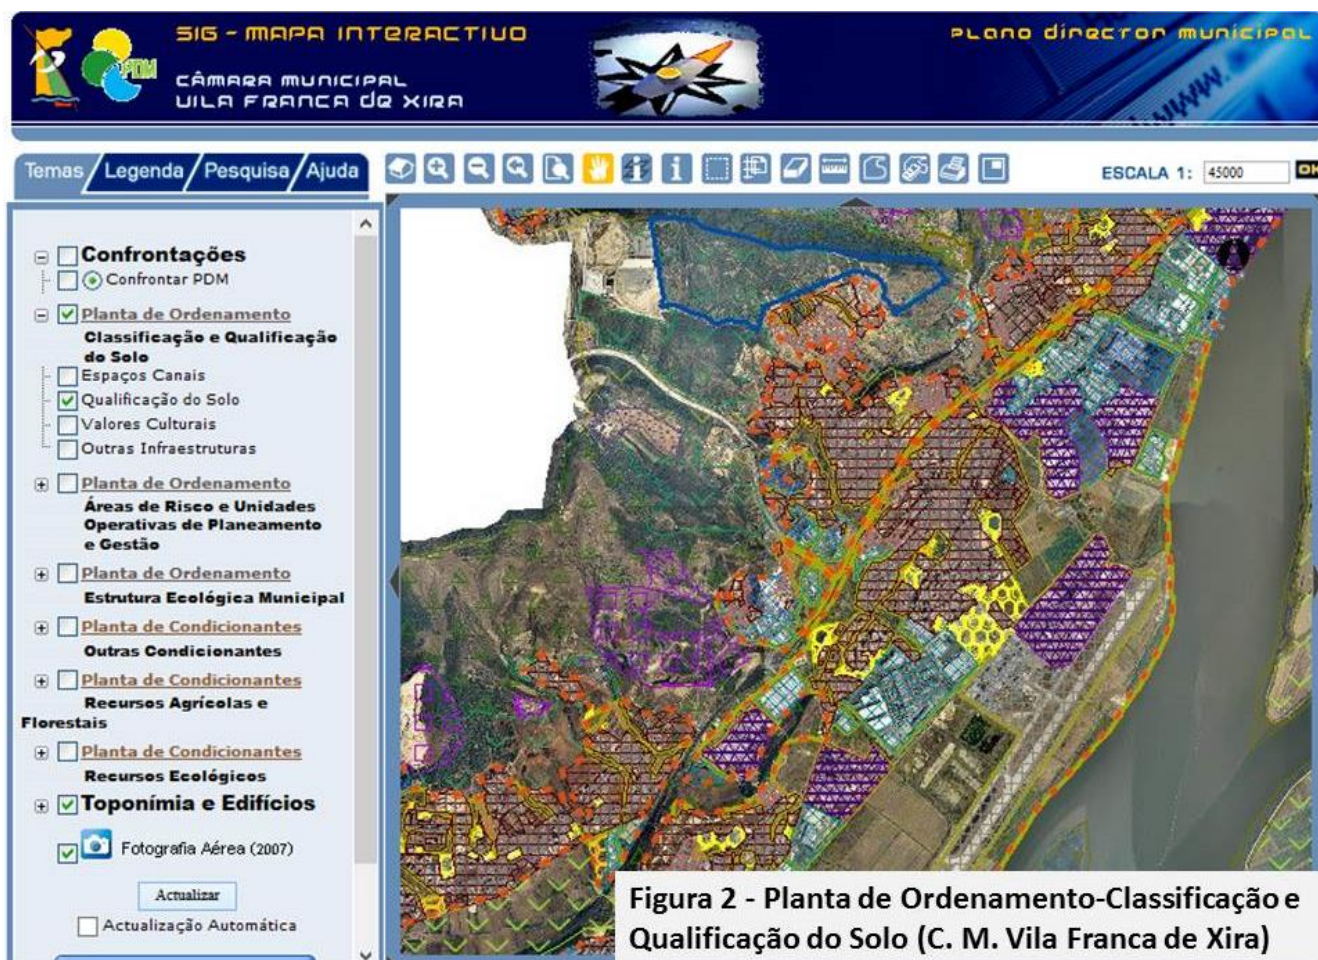 SIG - MAPA INTERACTIVO
PLANO DIRECTOR MUNICIPAL
PDM
CÂMARA MUNICIPAL
VILA FRANCA DE XIRA
www.
Temas Legenda Pesquisa Ajuda
ESCALA 1: 45000 OK
Confrontações
Confrontar PDM
Planta de Ordenamento
Classificação e Qualificação
do Solo
Espaços Canais
Qualificação do Solo
Valores Culturais
Outras Infraestruturas
Planta de Ordenamento
Áreas de Risco e Unidades
Operativas de Planeamento
e Gestão
Planta de Ordenamento
Estrutura Ecológica Municipal
Planta de Condicionantes
Outras Condicionantes
Planta de Condicionantes
Recursos Agrícolas e
Florestais
Planta de Condicionantes
Recursos Ecológicos
Toponímia e Edifícios
Fotografia Aérea (2007)
Actualizar
Actualização Automática
Figura 2 - Planta de Ordenamento-Classificação e
Qualificação do Solo (C. M. Vila Franca de Xira)